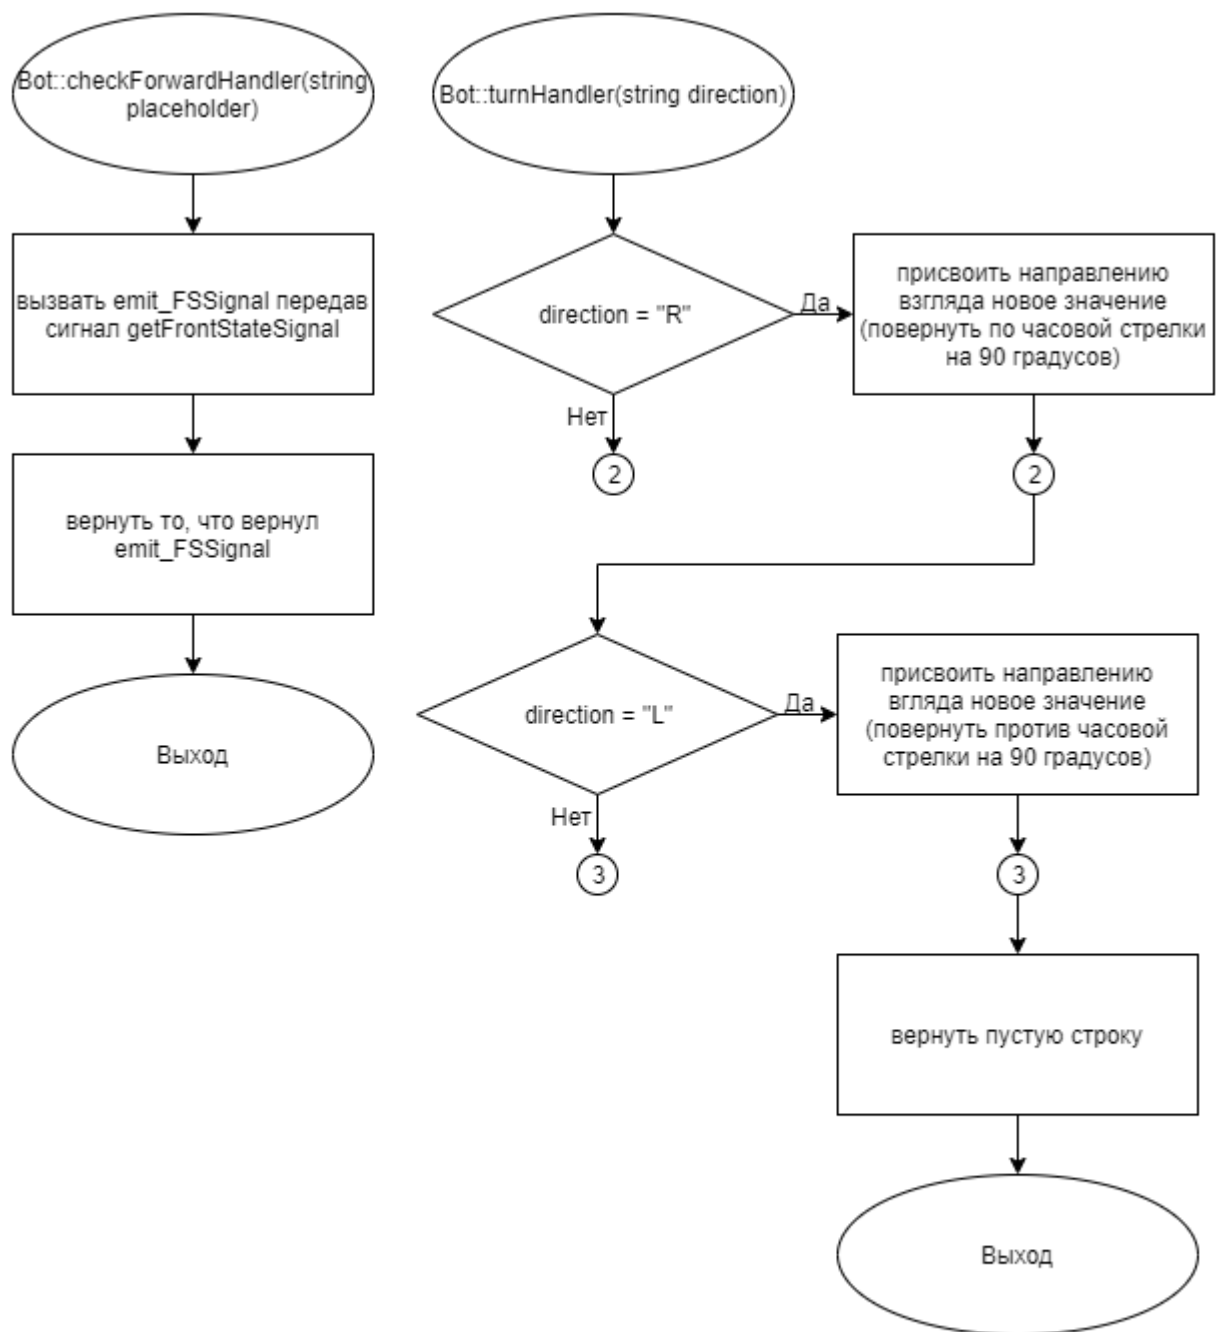 Bot::checkForwardHandler(string
placeholder)
вызвать emit_FSSignal передав
сигнал getFrontStateSignal
вернуть то, что вернул
emit_FSSignal
Выход
Bot::turnHandler(string direction)
direction = "R"
Да
присвоить направлению
взгляда новое значение
(повернуть по часовой стрелки
на 90 градусов)
Нет
2
2
direction = "L"
Да
присвоить направлению
вгляда новое значение
(повернуть против часовой
стрелки на 90 градусов)
Нет
3
3
вернуть пустую строку
Выход